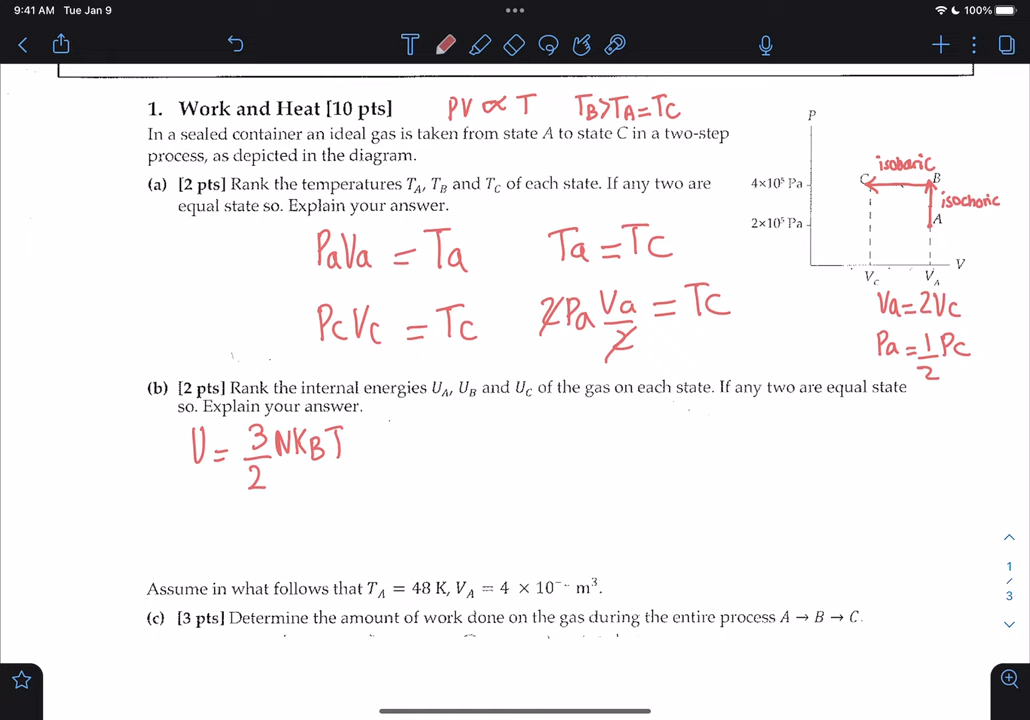 9:41 AM Tue Jan 9
100%
1. Work and Heat [10 pts]
PV ∝ T TB>TA=TC
In a sealed container an ideal gas is taken from state A to state C in a two-step
process, as depicted in the diagram.
(a) [2 pts] Rank the temperatures T_A, T_B and T_C of each state. If any two are
equal state so. Explain your answer.
P
isobaric
C
B
4×10⁵ Pa
isochoric
2×10⁵ Pa
A
V
V_C
V_A
PaVa = Ta
Ta = Tc
PcVc = Tc
2Pa Va/2 = Tc
Va=2Vc
Pa=1/2 Pc
(b) [2 pts] Rank the internal energies U_A, U_B and U_C of the gas on each state. If any two are equal state
so. Explain your answer.
U = 3/2 NKBT
Assume in what follows that T_A = 48 K, V_A = 4 × 10 m³.
(c) [3 pts] Determine the amount of work done on the gas during the entire process A → B → C.
1
/
3